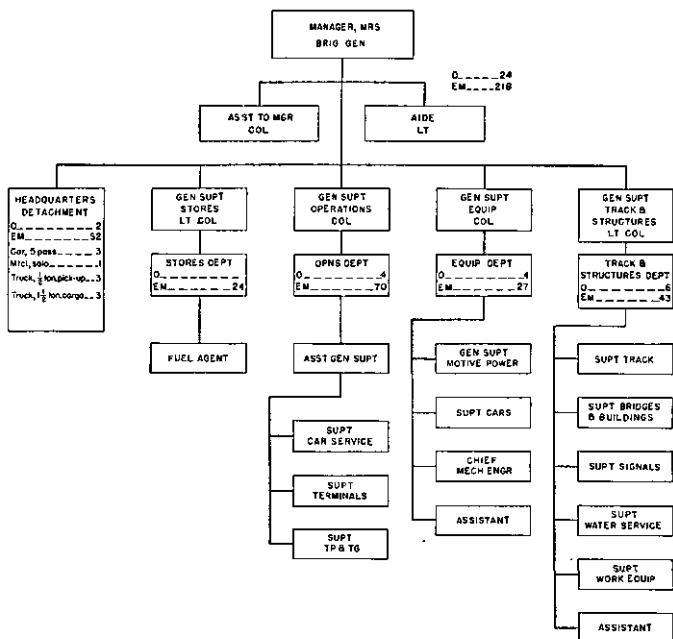 MANAGER, MRS
BRIG GEN
O_____24
EM_____216
ASST TO MGR
COL
AIDE
LT
HEADQUARTERS
DETACHMENT
O_____2
EM_____52
Car, 5 pass_____3
Mtrcl, solo_____1
Truck, ½ ton, pick-up__3
Truck, 1½ ton, cargo__3
GEN SUPT
STORES
LT COL
STORES DEPT
O_____
EM_____24
FUEL AGENT
GEN SUPT
OPERATIONS
COL
OPNS DEPT
O_____4
EM_____70
ASST GEN SUPT
SUPT
CAR SERVICE
SUPT
TERMINALS
SUPT
TP & TG
GEN SUPT
EQUIP
COL
EQUIP DEPT
O_____4
EM_____27
GEN SUPT
MOTIVE POWER
SUPT CARS
CHIEF
MECH ENGR
ASSISTANT
GEN SUPT
TRACK &
STRUCTURES
LT COL
TRACK &
STRUCTURES DEPT
O_____6
EM_____43
SUPT TRACK
SUPT BRIDGES
& BUILDINGS
SUPT SIGNALS
SUPT
WATER SERVICE
SUPT
WORK EQUIP
ASSISTANT